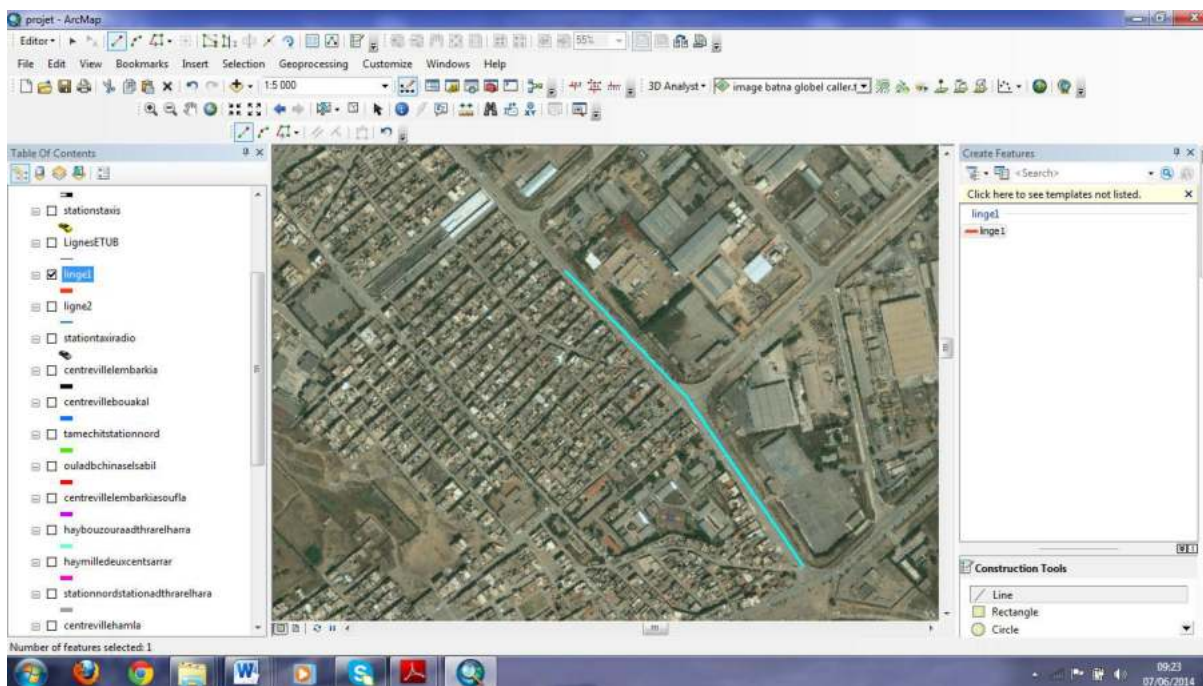 projet - ArcMap
Editor
55%
File Edit View Bookmarks Insert Selection Geoprocessing Customize Windows Help
1:5 000
3D Analyst
image batna global caller.t
Table Of Contents
stationstaxis
LignesETUB
linge1
ligne2
stationtaxiradio
centrevillelembarkia
centrevillebouakal
tamechitstationnord
ouladbchinaselsabil
centrevillelembarkiasoufla
haybouzouraadthrarelharra
haymilledeuxcentsarrar
stationnordstationadthrarelhara
centrevillehamla
Create Features
<Search>
Click here to see templates not listed.
linge1
linge1
Construction Tools
Line
Rectangle
Circle
Number of features selected: 1
09:23
07/06/2014